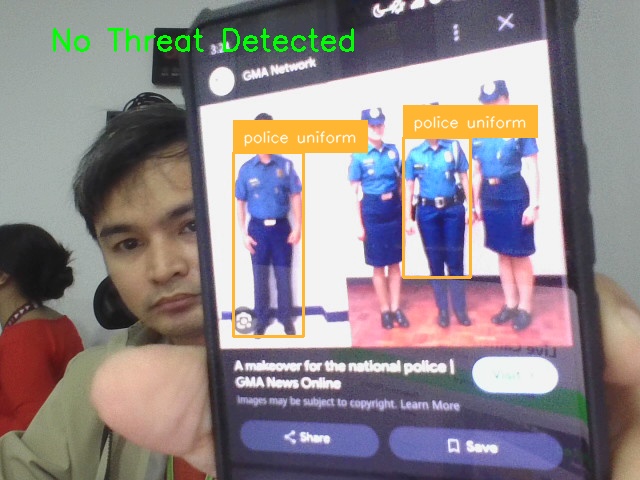 No Threat Detected
GMA Network
police uniform
police uniform
A makeover for the national police |
GMA News Online
Images may be subject to copyright. Learn More
Visit
Share
Save